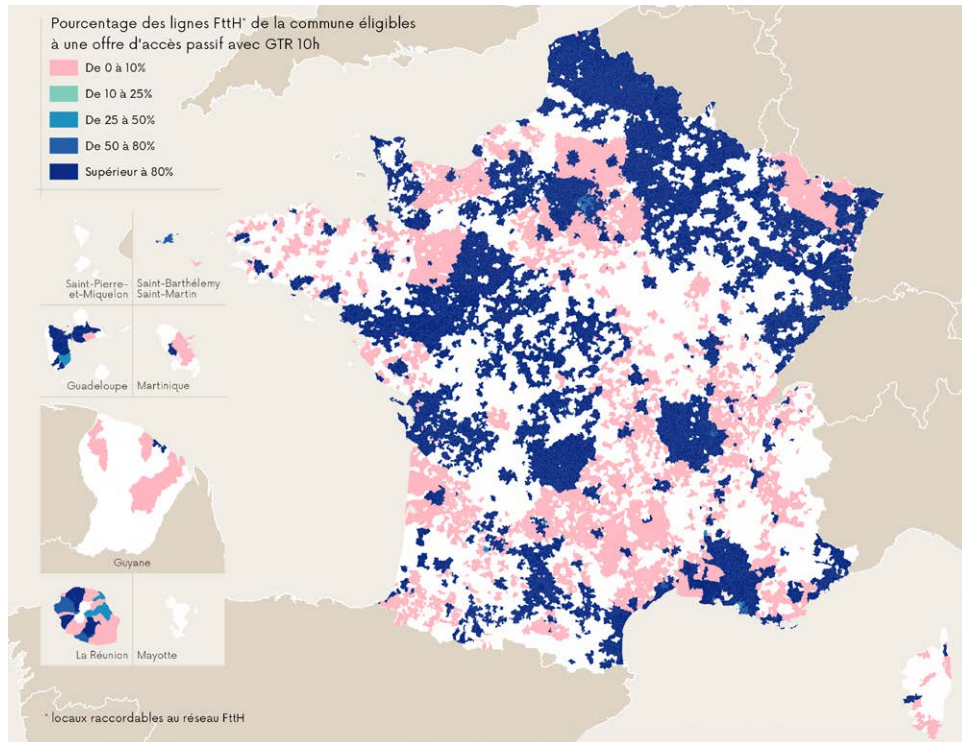 Pourcentage des lignes FttH* de la commune éligibles
à une offre d'accès passif avec GTR 10h
De 0 à 10%
De 10 à 25%
De 25 à 50%
De 50 à 80%
Supérieur à 80%
Saint-Pierre-
et-Miquelon
Saint-Barthélemy
Saint-Martin
Guadeloupe
Martinique
Guyane
La Réunion
Mayotte
* locaux raccordables au réseau FttH